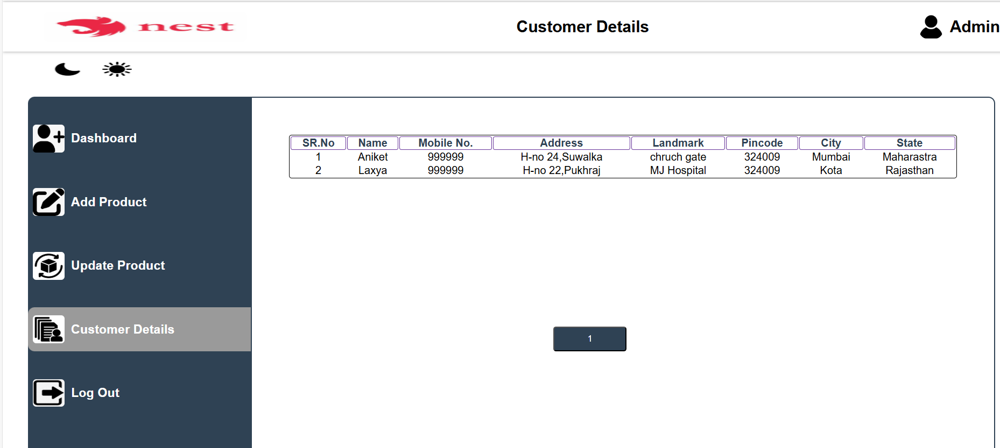 nest
Customer Details
Admin
Dashboard
Add Product
Update Product
Customer Details
Log Out
SR.No Name Mobile No. Address Landmark Pincode City State
1 Aniket 999999 H-no 24,Suwalka chruch gate 324009 Mumbai Maharastra
2 Laxya 999999 H-no 22,Pukhraj MJ Hospital 324009 Kota Rajasthan
1